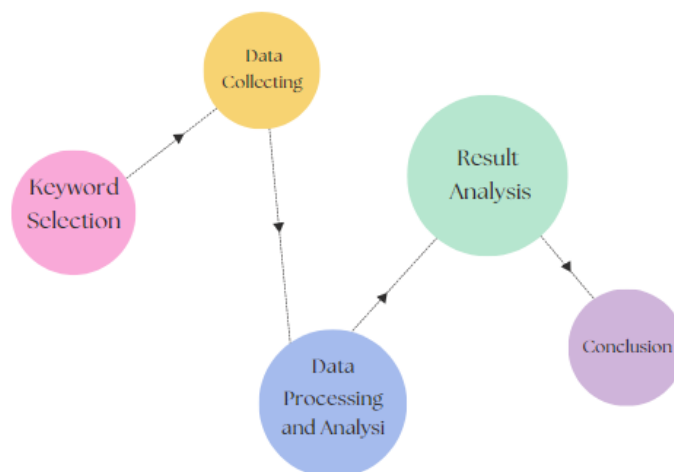 Keyword
Selection
Data
Collecting
Data
Processing
and Analysi
Result
Analysis
Conclusion